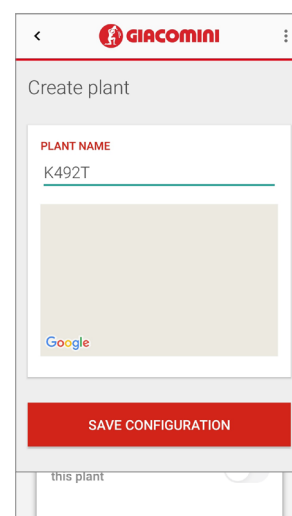 GIACOMINI
Create plant
PLANT NAME
K492T
Google
SAVE CONFIGURATION
this plant